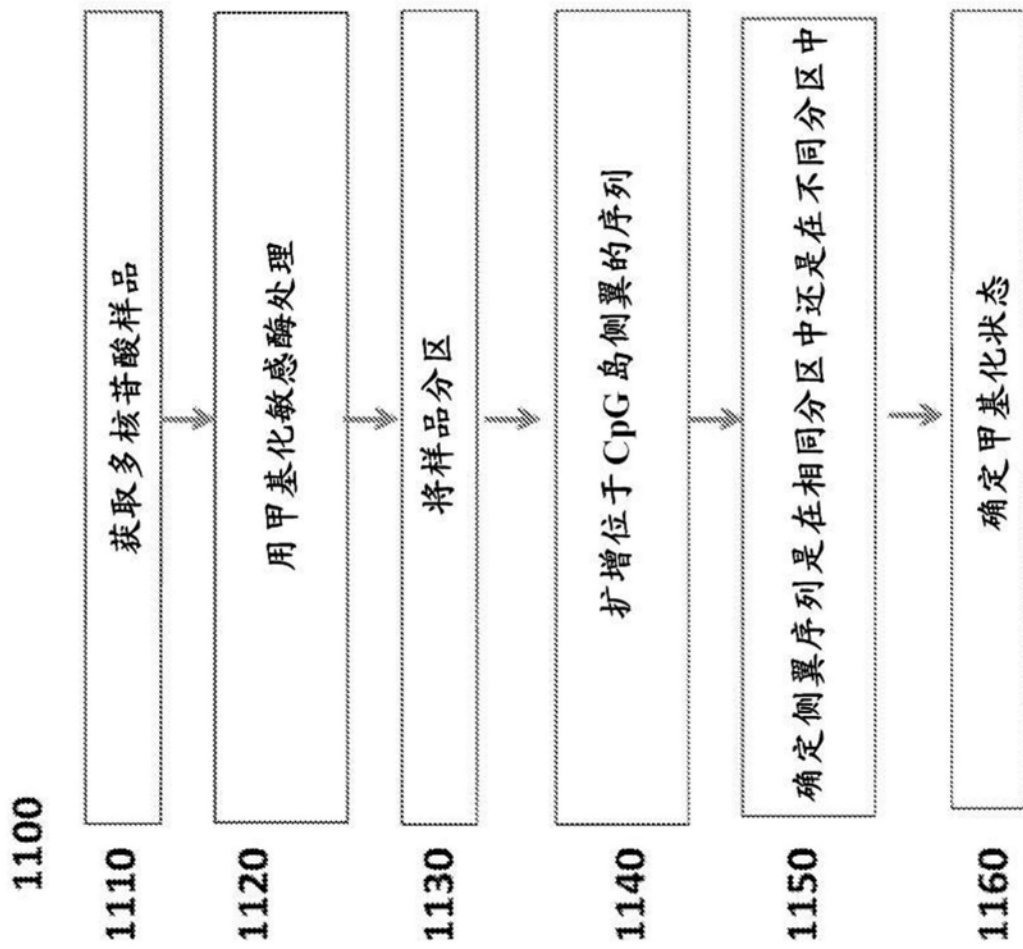 1100
1110
获取多核苷酸样品
1120
用甲基化敏感酶处理
1130
将样品分区
1140
扩增位于 CpG 岛侧翼的序列
1150
确定侧翼序列是在相同分区中还是在不同分区中
1160
确定甲基化状态